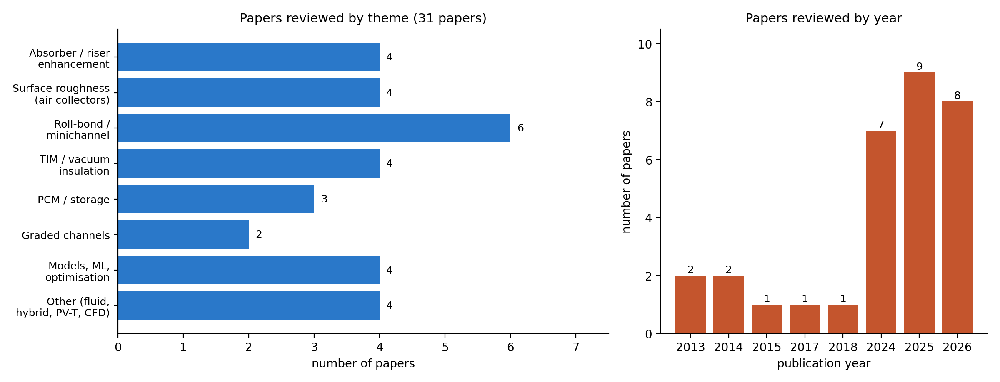 Papers reviewed by theme (31 papers)
Absorber / riser
enhancement
4
Surface roughness
(air collectors)
4
Roll-bond /
minichannel
6
TIM / vacuum
insulation
4
PCM / storage
3
Graded channels
2
Models, ML,
optimisation
4
Other (fluid,
hybrid, PV-T, CFD)
4
0 1 2 3 4 5 6 7
number of papers
Papers reviewed by year
number of papers
10
8
6
4
2
0
2 2 1 1 1 7 9 8
2013 2014 2015 2017 2018 2024 2025 2026
publication year